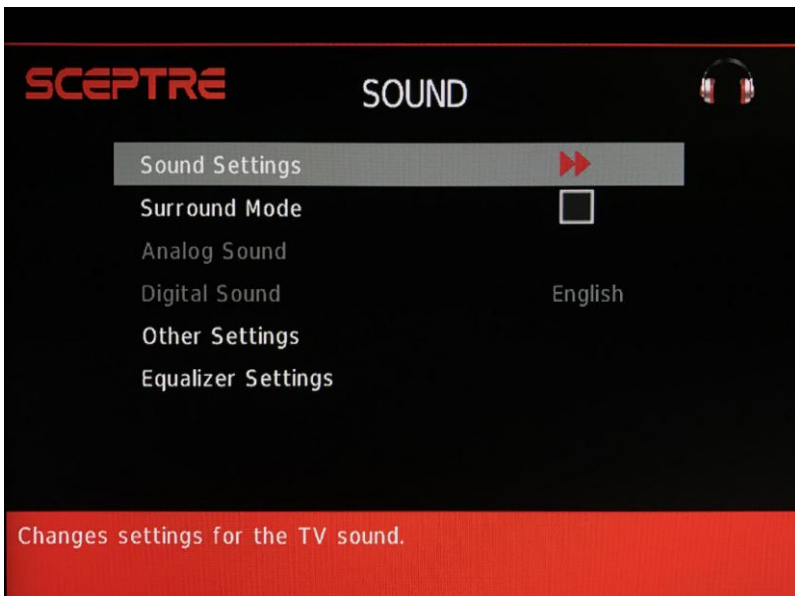 SCEPTRE
SOUND
Sound Settings
Surround Mode
Analog Sound
Digital Sound English
Other Settings
Equalizer Settings
Changes settings for the TV sound.